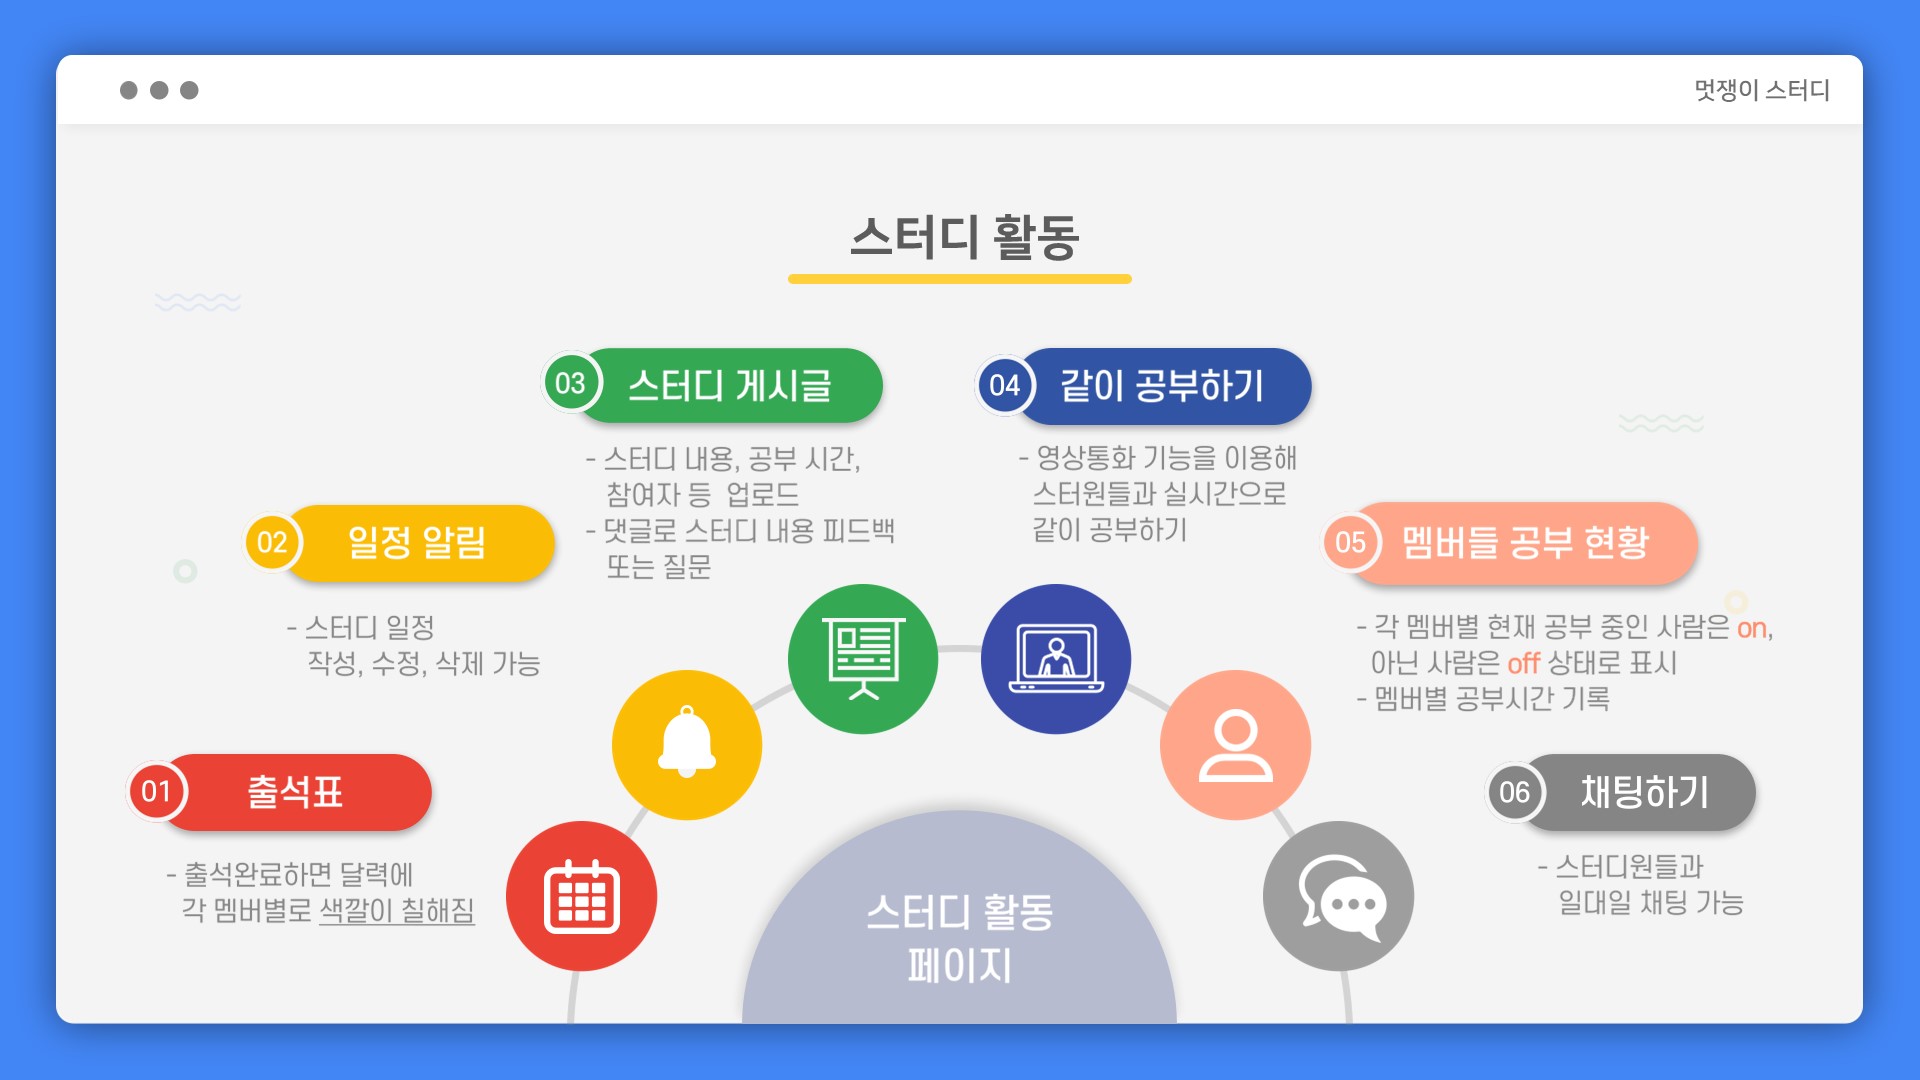 멋쟁이 스터디
스터디 활동
01 출석표
- 출석완료하면 달력에
각 멤버별로 색깔이 칠해짐
02 일정 알림
- 스터디 일정
작성, 수정, 삭제 가능
03 스터디 게시글
- 스터디 내용, 공부 시간,
참여자 등 업로드
- 댓글로 스터디 내용 피드백
또는 질문
04 같이 공부하기
- 영상통화 기능을 이용해
스터원들과 실시간으로
같이 공부하기
05 멤버들 공부 현황
- 각 멤버별 현재 공부 중인 사람은 on,
아닌 사람은 off 상태로 표시
- 멤버별 공부시간 기록
06 채팅하기
- 스터디원들과
일대일 채팅 가능
스터디 활동
페이지